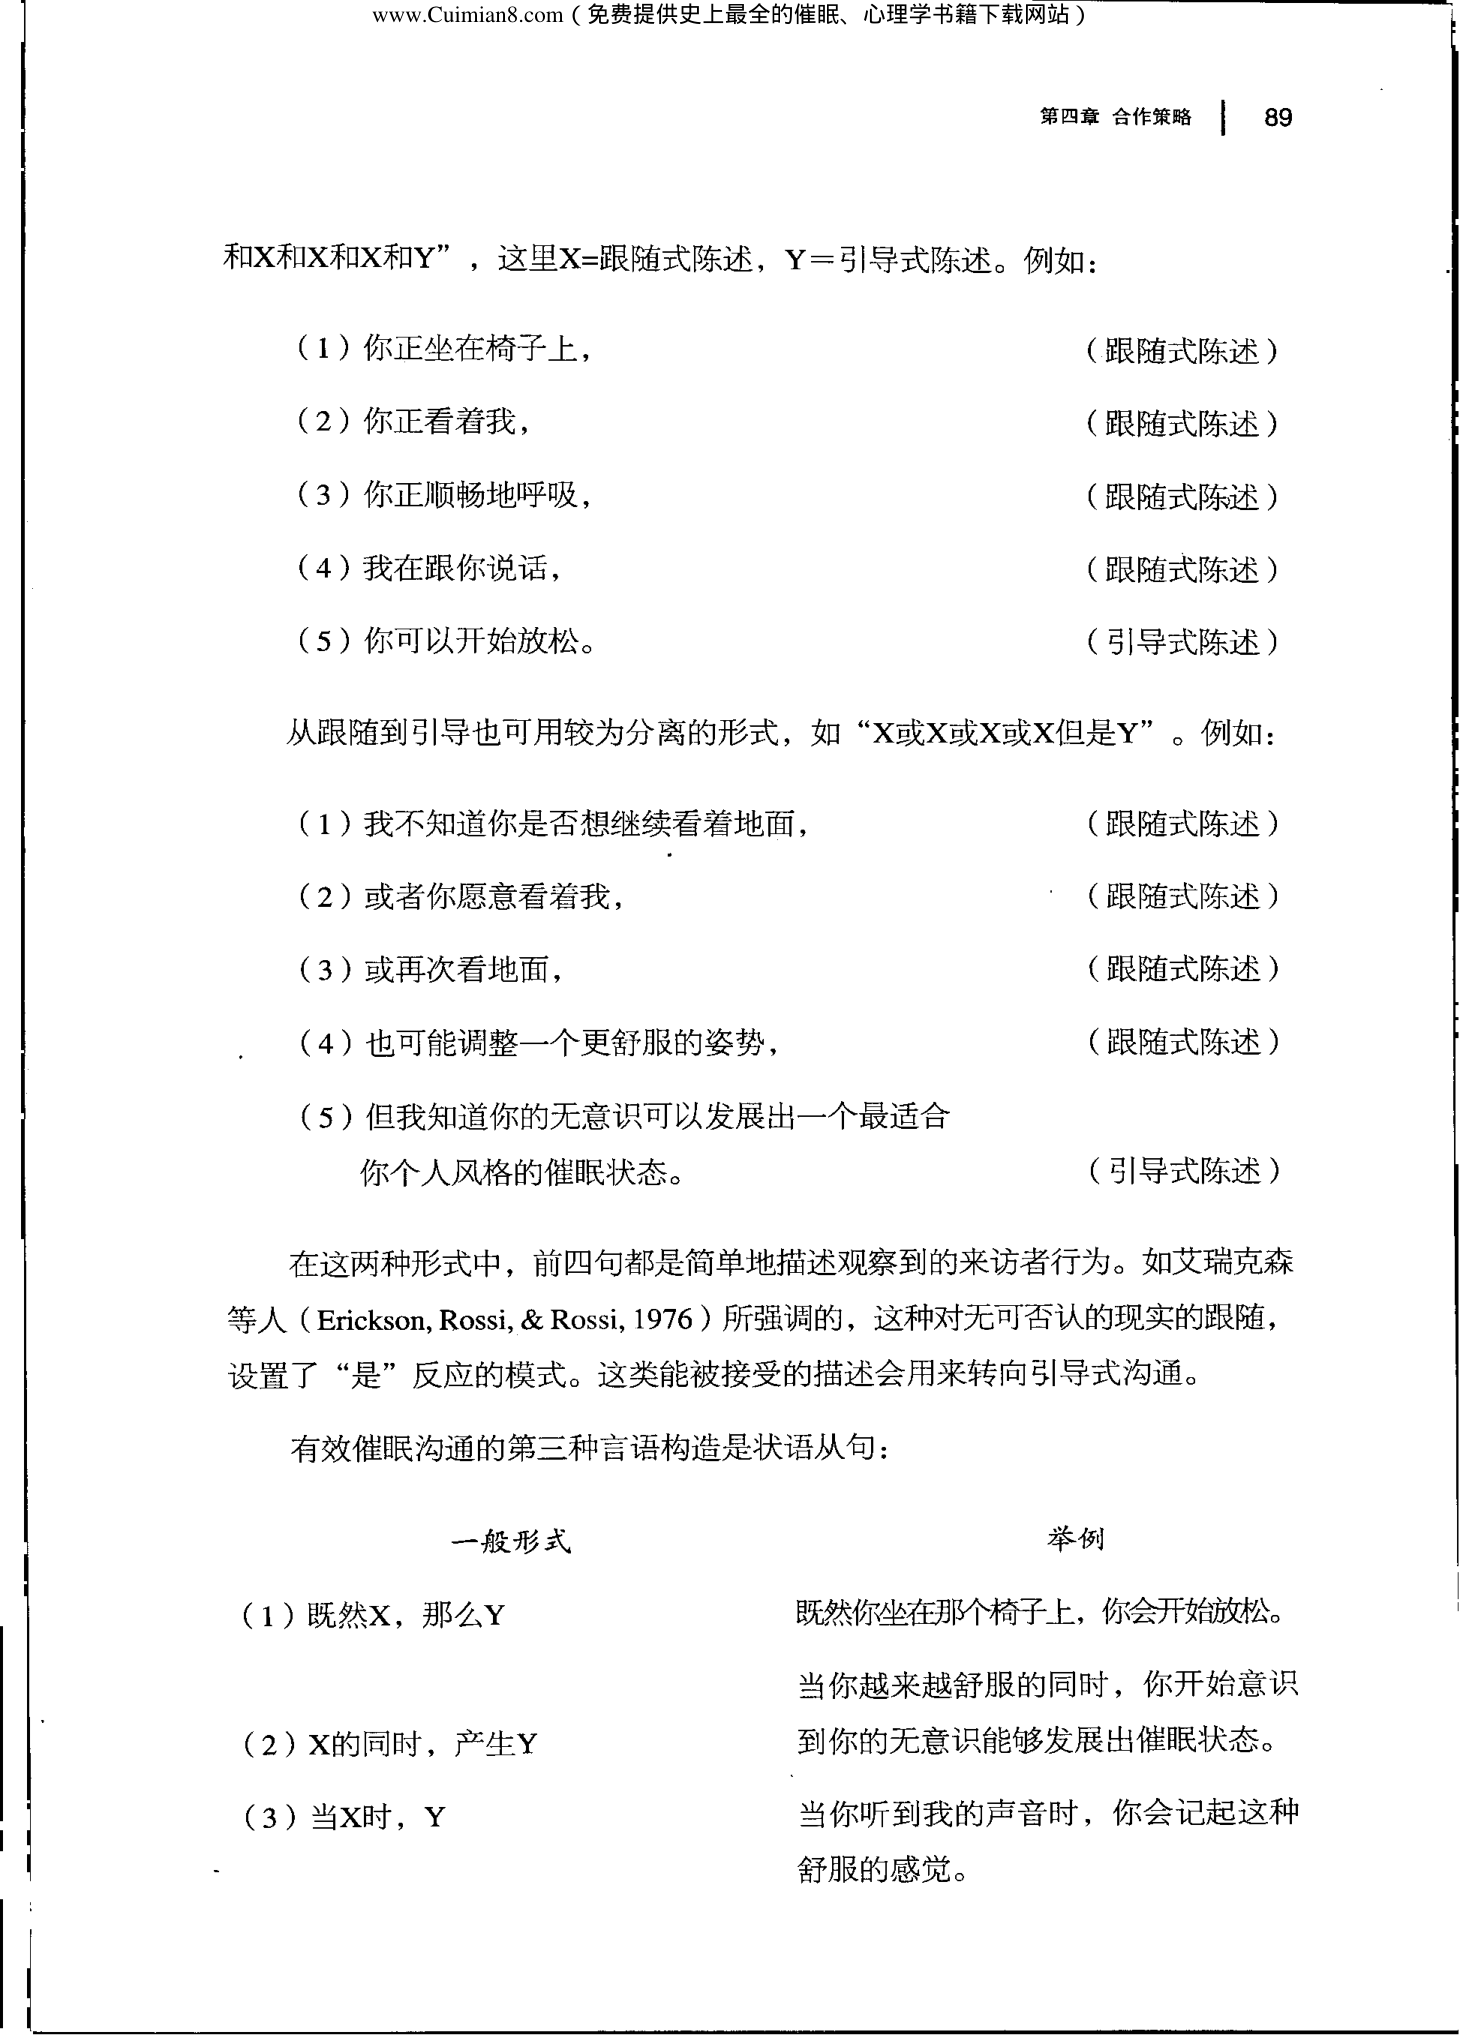 www.Cuimian8.com（免费提供史上最全的催眠、心理学书籍下载网站）
第四章 合作策略 89
和X和X和X和Y”，这里X=跟随式陈述，Y＝引导式陈述。例如：
（1）你正坐在椅子上，（跟随式陈述）
（2）你正看着我，（跟随式陈述）
（3）你正顺畅地呼吸，（跟随式陈述）
（4）我在跟你说话，（跟随式陈述）
（5）你可以开始放松。（引导式陈述）
从跟随到引导也可用较为分离的形式，如“X或X或X或X但是Y”。例如：
（1）我不知道你是否想继续看着地面，（跟随式陈述）
（2）或者你愿意看着我，（跟随式陈述）
（3）或再次看地面，（跟随式陈述）
（4）也可能调整一个更舒服的姿势，（跟随式陈述）
（5）但我知道你的无意识可以发展出一个最适合
你个人风格的催眠状态。（引导式陈述）
在这两种形式中，前四句都是简单地描述观察到的来访者行为。如艾瑞克森
等人（Erickson, Rossi, & Rossi, 1976）所强调的，这种对无可否认的现实的跟随，
设置了“是”反应的模式。这类能被接受的描述会用来转向引导式沟通。
有效催眠沟通的第三种言语构造是状语从句：
一般形式 举例
（1）既然X，那么Y 既然你坐在那个椅子上，你会开始放松。
当你越来越舒服的同时，你开始意识
（2）X的同时，产生Y 到你的无意识能够发展出催眠状态。
（3）当X时，Y 当你听到我的声音时，你会记起这种
舒服的感觉。